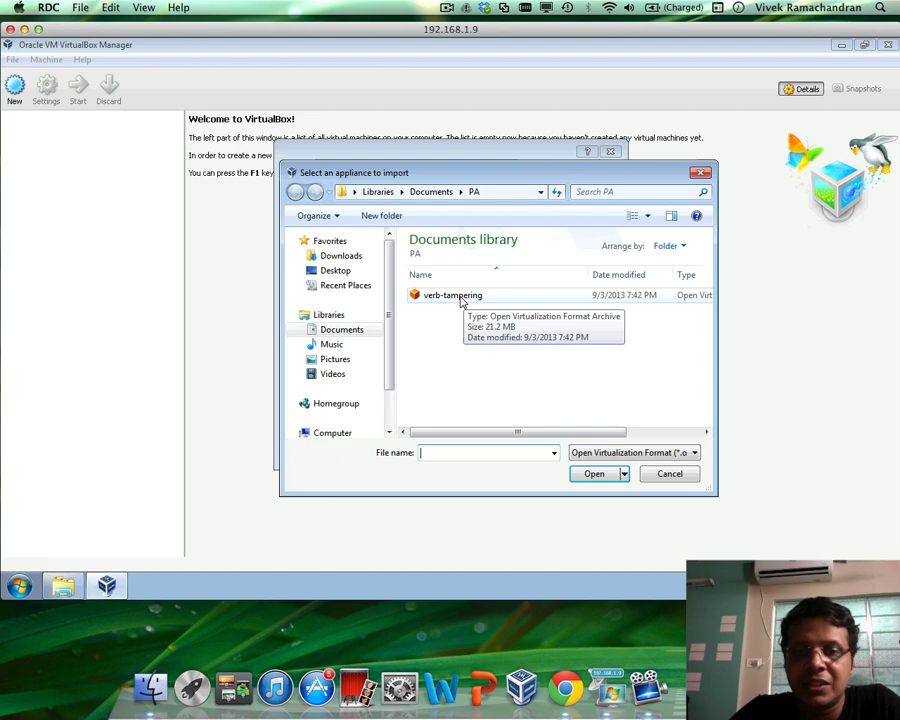 RDC File Edit View Help (Charged) Vivek Ramachandran
192.168.1.9
Oracle VM VirtualBox Manager
File Machine Help
New Settings Start Discard Details Snapshots
Welcome to VirtualBox!
The left part of this window is a list of all virtual machines on your computer. The list is empty now because you haven't created any virtual machines yet.
In order to create a new
You can press the F1 key
Select an appliance to import
Libraries Documents PA Search PA
Organize New folder
Favorites
Downloads
Desktop
Recent Places
Libraries
Documents
Music
Pictures
Videos
Homegroup
Computer
Documents library
PA
Arrange by: Folder
Name Date modified Type
verb-tampering 9/3/2013 7:42 PM Open Virt
Type: Open Virtualization Format Archive
Size: 21.2 MB
Date modified: 9/3/2013 7:42 PM
File name: Open Virtualization Format (*.o
Open Cancel
5
192.168.1.9